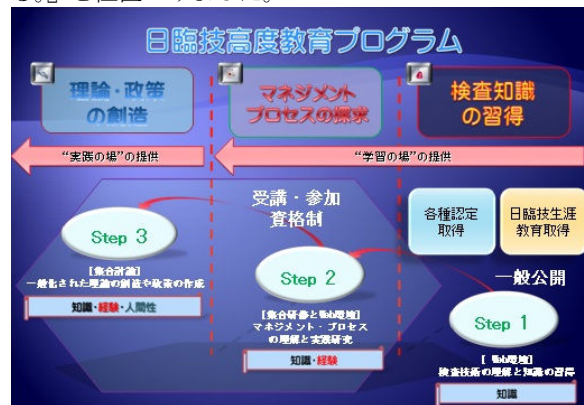 日臨技高度教育プログラム
理論・政策
の創造
マネジメント
プロセスの探求
検査知識
の習得
“実践の場”の提供
“学習の場”の提供
受講・参加
資格制
各種認定
取得
日臨技生涯
教育取得
Step 3
[集合討論]
一般化された理論の創造や政策の作成
知識・経験・人間性
Step 2
[集合研修とWeb環境]
マネジメント・プロセス
の理解と実践研究
知識・経験
一般公開
Step 1
[ Web環境]
検査技術の理解と知識の習得
知識